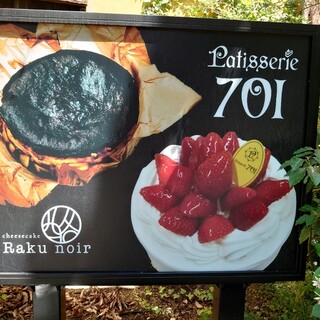 Patisserie
701
cheesecake
Raku noir